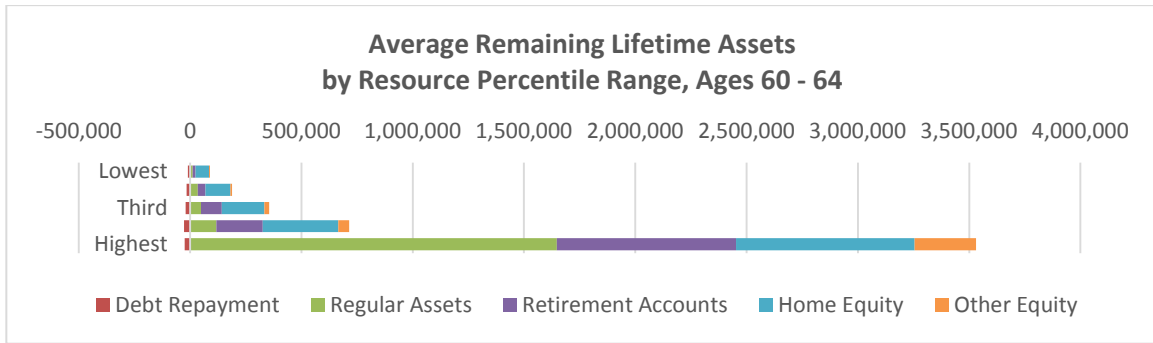 Average Remaining Lifetime Assets
by Resource Percentile Range, Ages 60 - 64
-500,000 0 500,000 1,000,000 1,500,000 2,000,000 2,500,000 3,000,000 3,500,000 4,000,000
Lowest
Third
Highest
Debt Repayment Regular Assets Retirement Accounts Home Equity Other Equity